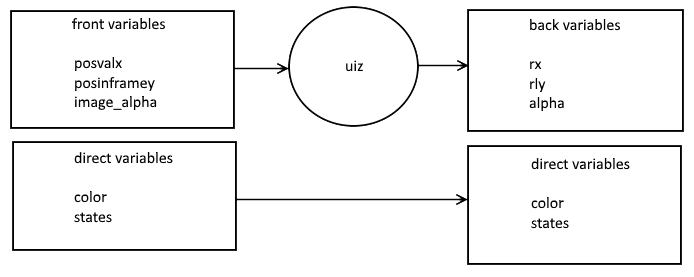 front variables
posvalx
posinframey
image_alpha
uiz
back variables
rx
rly
alpha
direct variables
color
states
direct variables
color
states